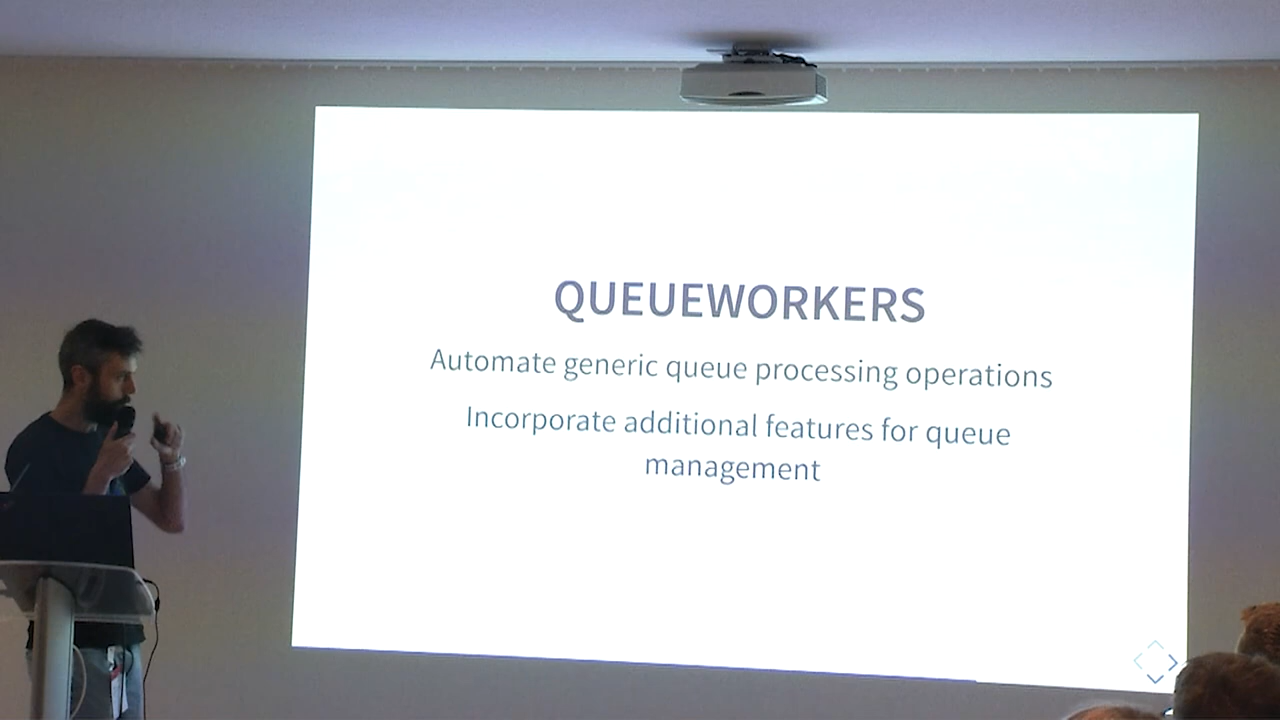 QUEUEWORKERS
Automate generic queue processing operations
Incorporate additional features for queue
management